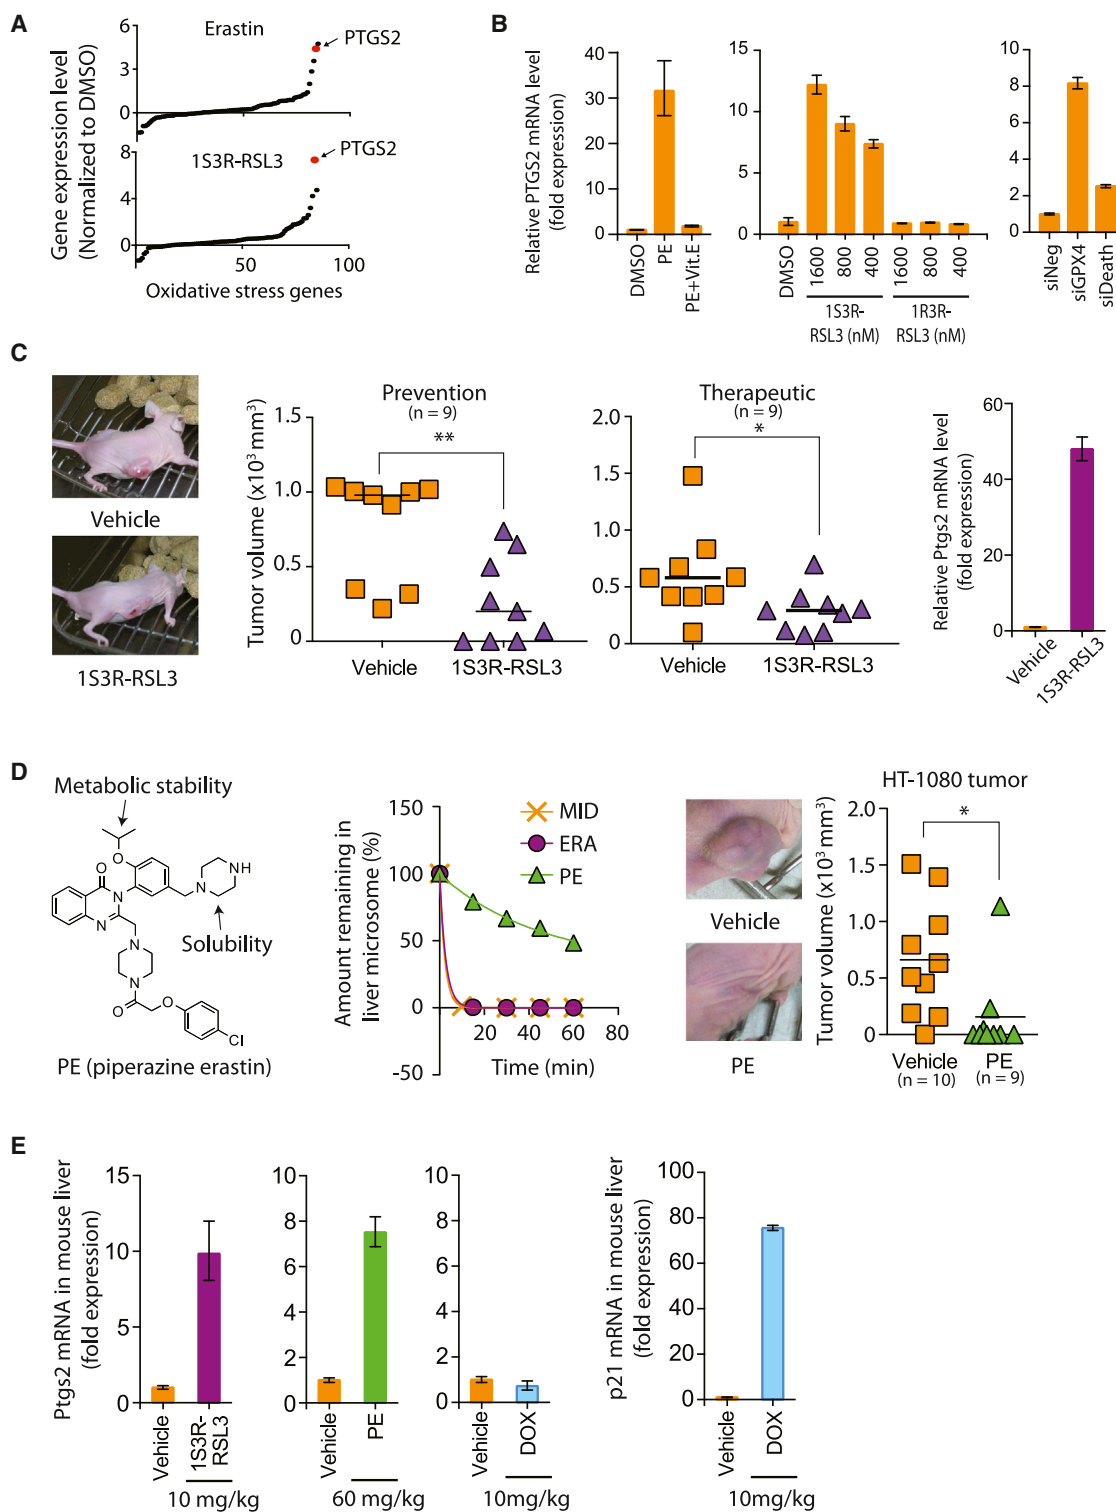 A
Gene expression level
(Normalized to DMSO)
Erastin
6
3
0
PTGS2
1S3R-RSL3
8
4
0
PTGS2
50
100
Oxidative stress genes
B
Relative PTGS2 mRNA level
(fold expression)
40
30
20
10
0
DMSO
PE
PE+Vit.E
15
10
5
0
DMSO
1600
800
400
1600
800
400
1S3R-
RSL3 (nM)
1R3R-
RSL3 (nM)
10
8
6
4
2
0
siNeg
siGPX4
siDeath
C
Vehicle
1S3R-RSL3
Tumor volume (x10³ mm³)
Prevention
(n = 9)
**
1.5
1.0
0.5
0
Vehicle
1S3R-RSL3
Therapeutic
(n = 9)
*
2.0
1.5
1.0
0.5
0
Vehicle
1S3R-RSL3
Relative Ptgs2 mRNA level
(fold expression)
60
40
20
0
Vehicle
1S3R-RSL3
D
Metabolic stability
O
O
N
N
N
NH
Solubility
N
N
O
O
Cl
PE (piperazine erastin)
Amount remaining in
liver microsome (%)
150
100
50
0
-50
20
40
60
80
Time (min)
MID
ERA
PE
Vehicle
PE
HT-1080 tumor
*
Tumor volume (x10³ mm³)
2.0
1.5
1.0
0.5
0
Vehicle
(n = 10)
PE
(n = 9)
E
Ptgs2 mRNA in mouse liver
(fold expression)
15
10
5
0
Vehicle
1S3R-
RSL3
10 mg/kg
10
8
6
4
2
0
Vehicle
PE
60 mg/kg
10
8
6
4
2
0
Vehicle
DOX
10mg/kg
p21 mRNA in mouse liver
(fold expression)
100
80
60
40
20
0
Vehicle
DOX
10mg/kg